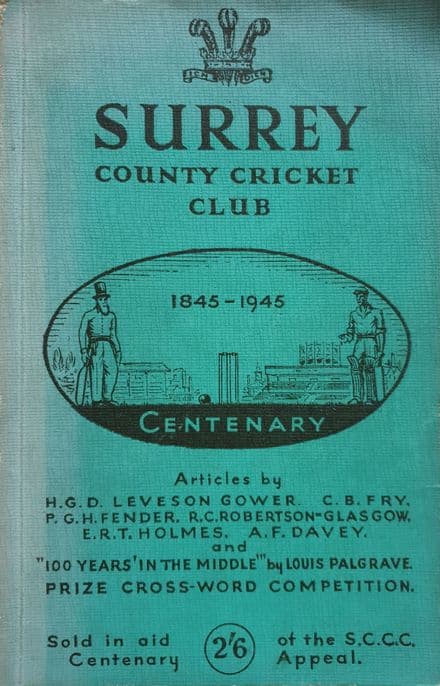 ICH DIEN
SURREY
COUNTY CRICKET
CLUB
1845-1945
CENTENARY
Articles by
H.G.D. LEVESON GOWER. C.B. FRY.
P.G.H. FENDER. R.C. ROBERTSON-GLASGOW.
E.R.T. HOLMES. A.F. DAVEY.
and
"100 YEARS' IN THE MIDDLE'" by LOUIS PALGRAVE.
PRIZE CROSS-WORD COMPETITION.
Sold in aid 2'6 of the S.C.C.C.
Centenary Appeal.